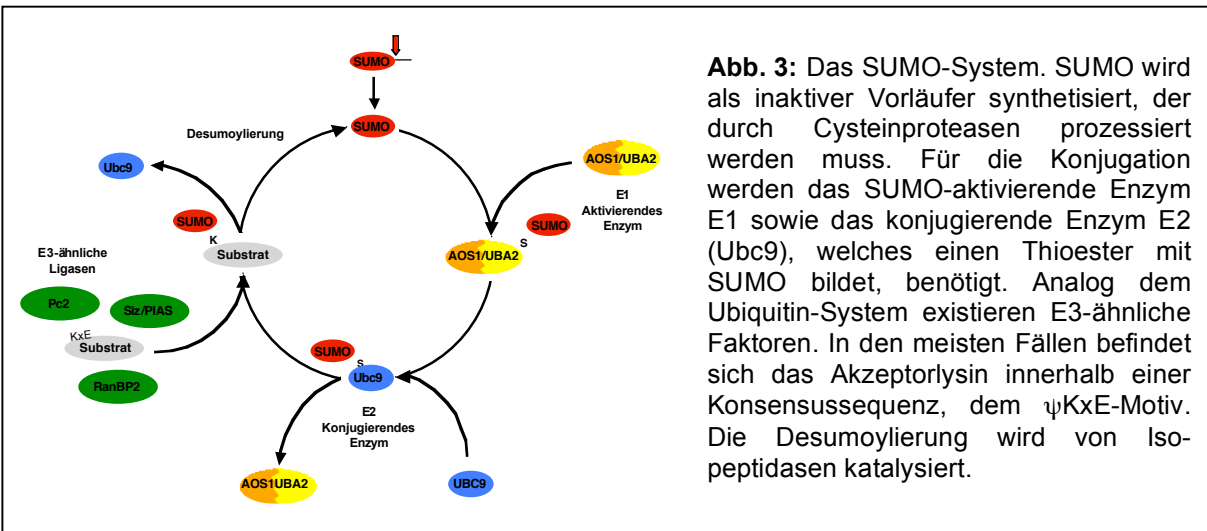 SUMO
SUMO
Desumoylierung
Ubc9
AOS1/UBA2
E1
Aktivierendes
Enzym
SUMO
SUMO
K
S
Substrat
AOS1/UBA2
E3-ähnliche
Ligasen
Pc2
Siz/PIAS
KxE
Substrat
RanBP2
SUMO
S
Ubc9
E2
Konjugierendes
Enzym
AOS1UBA2
UBC9
Abb. 3: Das SUMO-System. SUMO wird
als inaktiver Vorläufer synthetisiert, der
durch Cysteinproteasen prozessiert
werden muss. Für die Konjugation
werden das SUMO-aktivierende Enzym
E1 sowie das konjugierende Enzym E2
(Ubc9), welches einen Thioester mit
SUMO bildet, benötigt. Analog dem
Ubiquitin-System existieren E3-ähnliche
Faktoren. In den meisten Fällen befindet
sich das Akzeptorlysin innerhalb einer
Konsensussequenz, dem ψKxE-Motiv.
Die Desumoylierung wird von Iso-
peptidasen katalysiert.